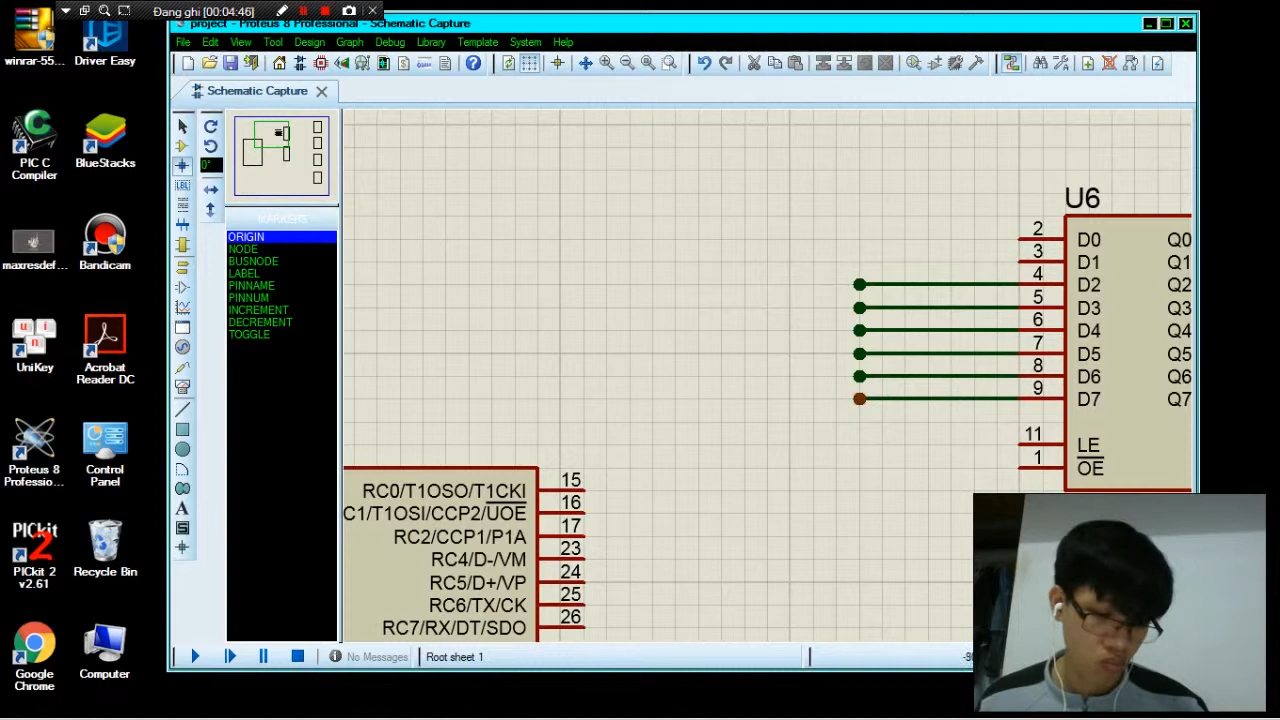 Đang ghi [00:04:46]
project - Proteus 8 Professional - Schematic Capture
File Edit View Tool Design Graph Debug Library Template System Help
Schematic Capture
winrar-55...
Driver Easy
PIC C
Compiler
BlueStacks
maxresdef...
Bandicam
UniKey
Acrobat
Reader DC
Proteus 8
Professio...
Control
Panel
PICkit
2
PICkit 2
v2.61
Recycle Bin
Google
Chrome
Computer
LBL
0°
MARKERS
ORIGIN
NODE
BUSNODE
LABEL
PINNAME
PINNUM
INCREMENT
DECREMENT
TOGGLE
A
S
U6
2 D0 Q0
3 D1 Q1
4 D2 Q2
5 D3 Q3
6 D4 Q4
7 D5 Q5
8 D6 Q6
9 D7 Q7
11 LE
1 OE
RC0/T1OSO/T1CKI 15
C1/T1OSI/CCP2/UOE 16
RC2/CCP1/P1A 17
RC4/D-/VM 23
RC5/D+/VP 24
RC6/TX/CK 25
RC7/RX/DT/SDO 26
No Messages
Root sheet 1